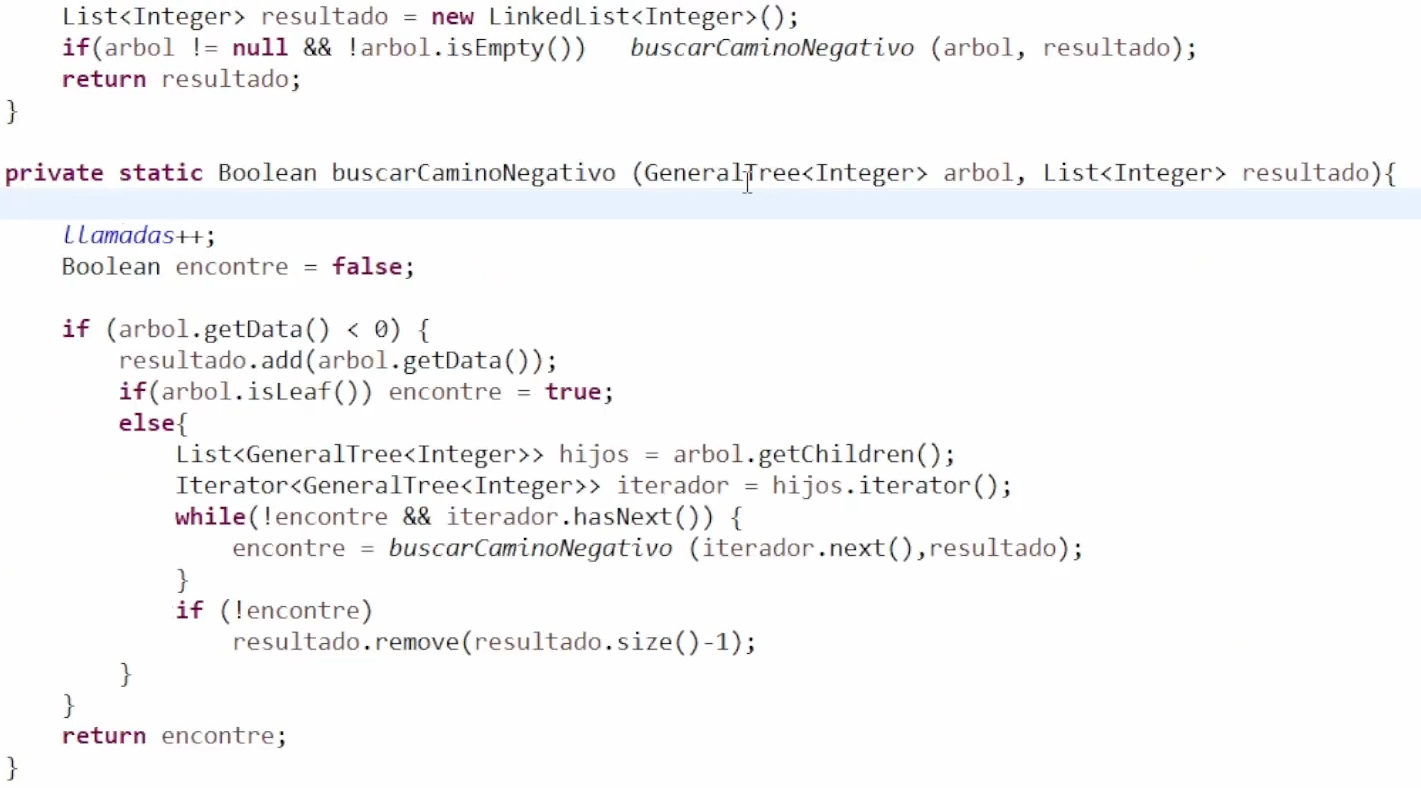 List<Integer> resultado = new LinkedList<Integer>();
if(arbol != null && !arbol.isEmpty())   buscarCaminoNegativo (arbol, resultado);
return resultado;
}
private static Boolean buscarCaminoNegativo (GeneralTree<Integer> arbol, List<Integer> resultado){
llamadas++;
Boolean encontre = false;
if (arbol.getData() < 0) {
resultado.add(arbol.getData());
if(arbol.isLeaf()) encontre = true;
else{
List<GeneralTree<Integer>> hijos = arbol.getChildren();
Iterator<GeneralTree<Integer>> iterador = hijos.iterator();
while(!encontre && iterador.hasNext()) {
encontre = buscarCaminoNegativo (iterador.next(),resultado);
}
if (!encontre)
resultado.remove(resultado.size()-1);
}
}
return encontre;
}